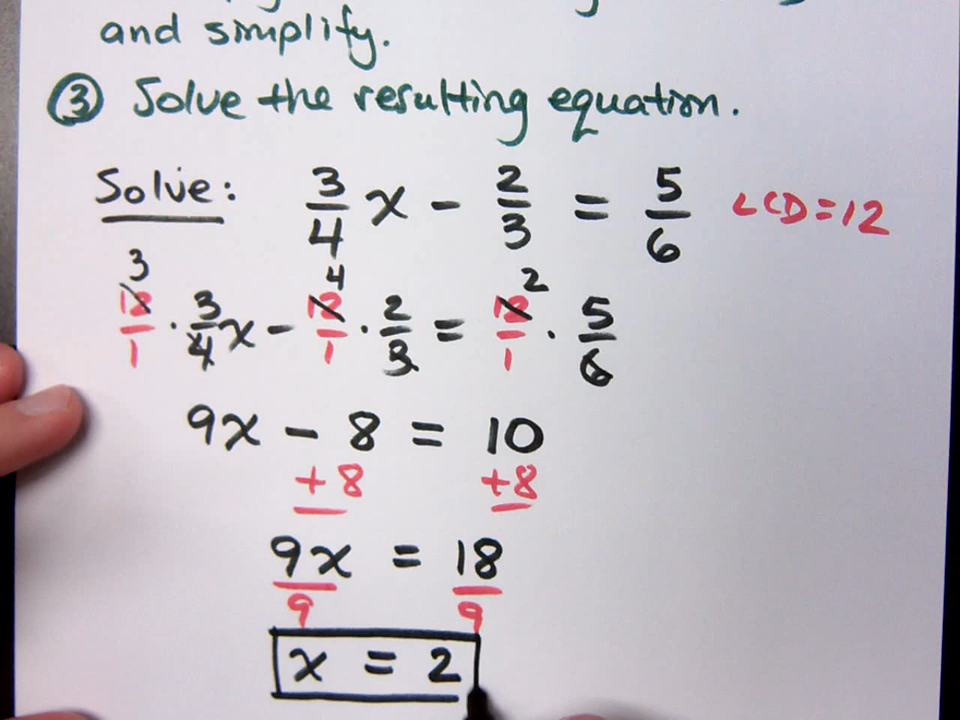 and simplify.
③ Solve the resulting equation.
Solve: 3/4 x - 2/3 = 5/6 LCD=12
3 4 2
12/1 · 3/4 x - 12/1 · 2/3 = 12/1 · 5/6
9x - 8 = 10
+8 +8
9x = 18
9 9
x = 2